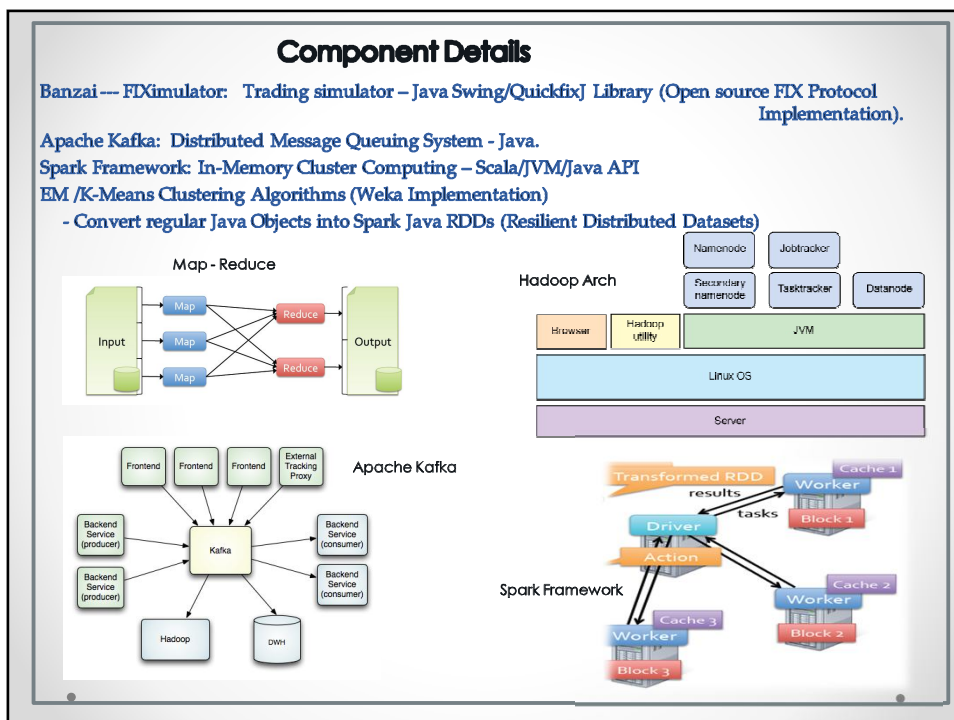 Component Details
Banzai --- FIXimulator: Trading simulator – Java Swing/QuickfixJ Library (Open source FIX Protocol
Implementation).
Apache Kafka: Distributed Message Queuing System - Java.
Spark Framework: In-Memory Cluster Computing – Scala/JVM/Java API
EM /K-Means Clustering Algorithms (Weka Implementation)
- Convert regular Java Objects into Spark Java RDDs (Resilient Distributed Datasets)
Map - Reduce
Input
Map
Map
Map
Reduce
Reduce
Output
Hadoop Arch
Namenode
Jobtracker
Secondary
namenode
Tasktracker
Datanode
Browser
Hadoop
utility
JVM
Linux OS
Server
Apache Kafka
Frontend
Frontend
Frontend
External
Tracking
Proxy
Backend
Service
(producer)
Backend
Service
(producer)
Kafka
Backend
Service
(consumer)
Backend
Service
(consumer)
Hadoop
DWH
Spark Framework
Transformed RDD
results
tasks
Driver
Action
Cache 1
Worker
Block 1
Cache 2
Worker
Block 2
Cache 3
Worker
Block 3